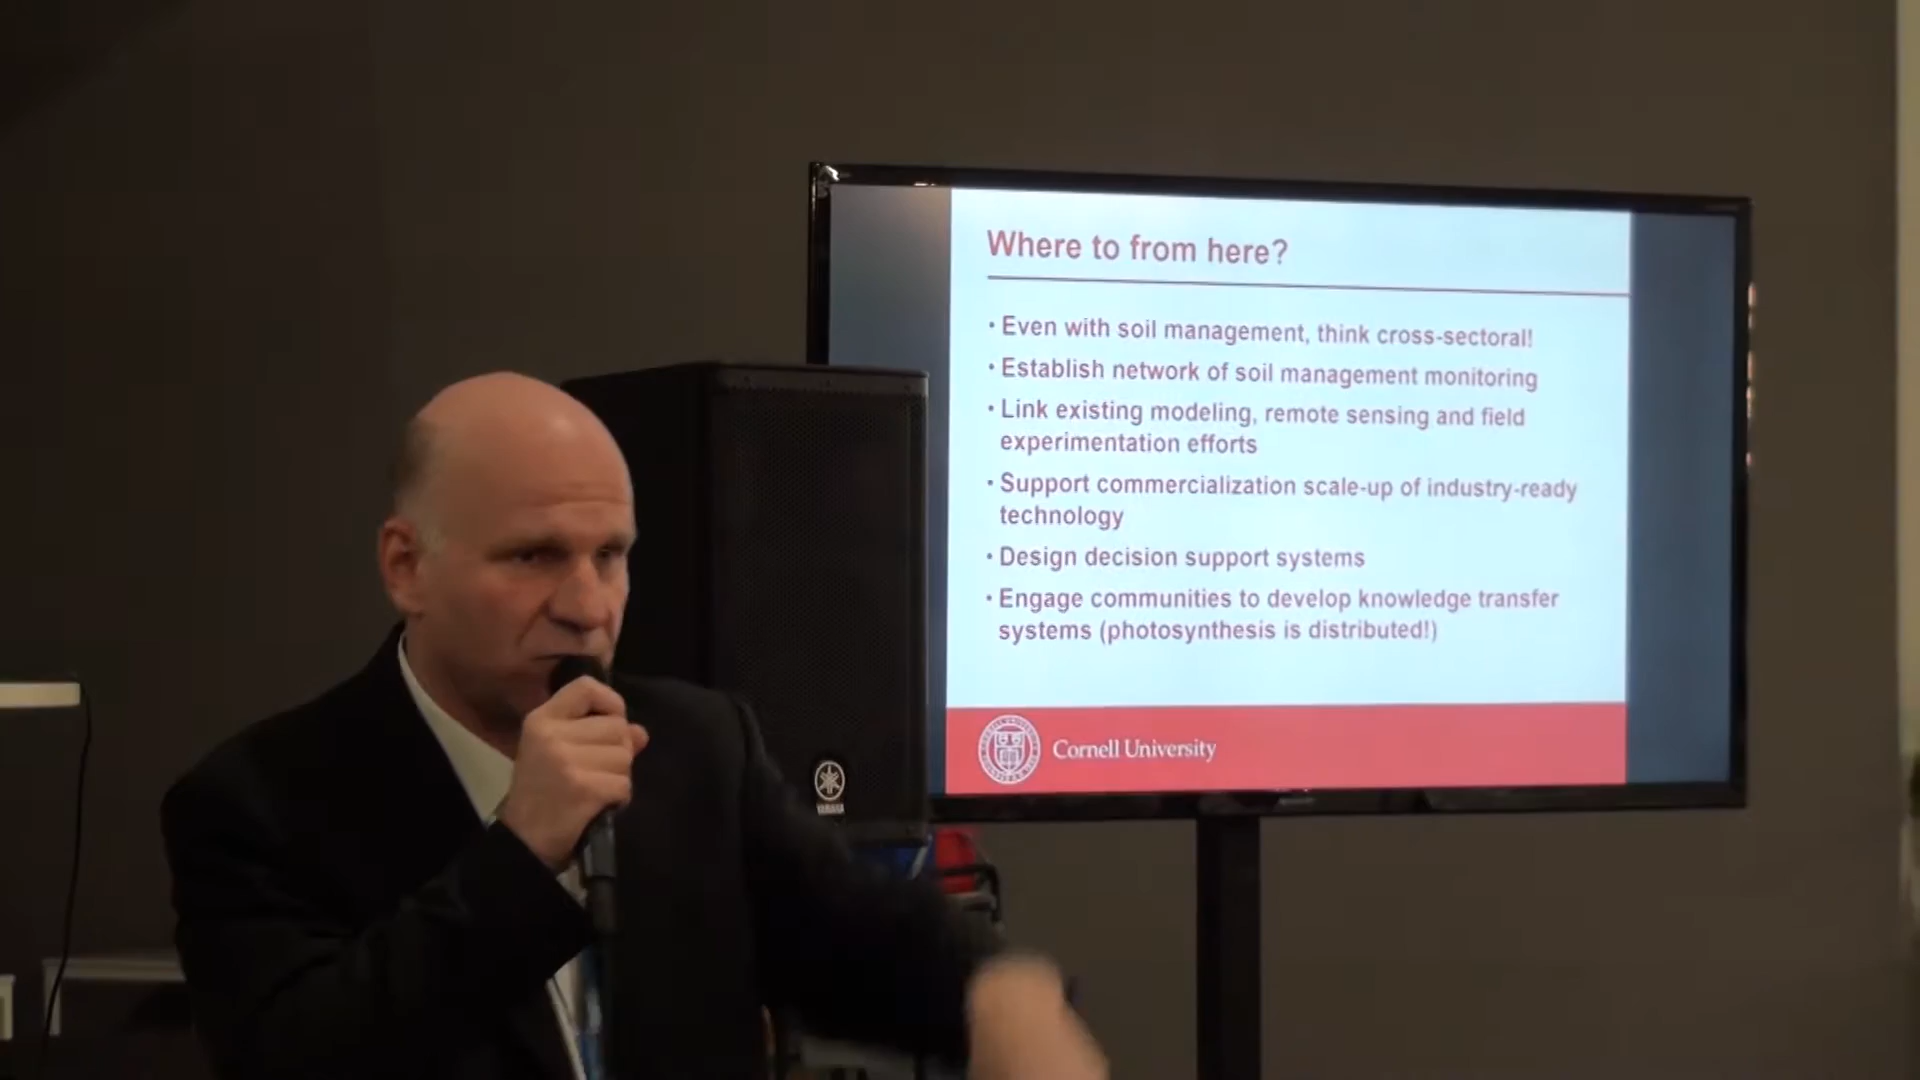 Where to from here?
• Even with soil management, think cross-sectoral!
• Establish network of soil management monitoring
• Link existing modeling, remote sensing and field
experimentation efforts
• Support commercialization scale-up of industry-ready
technology
• Design decision support systems
• Engage communities to develop knowledge transfer
systems (photosynthesis is distributed!)
Cornell University
YAMAHA